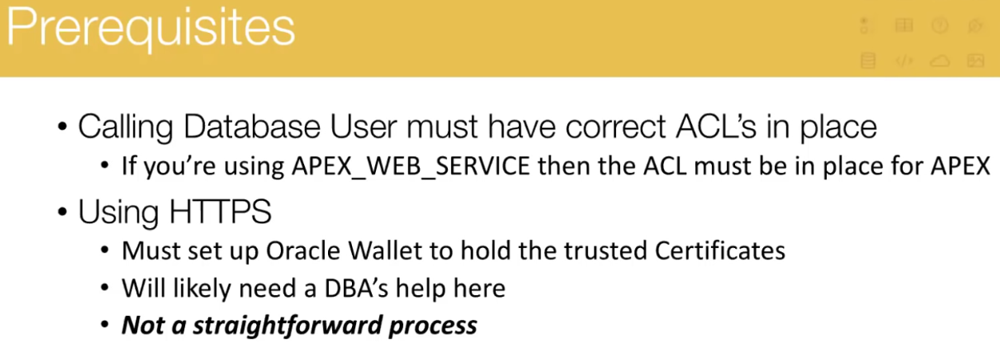 Prerequisites
• Calling Database User must have correct ACL’s in place
• If you’re using APEX_WEB_SERVICE then the ACL must be in place for APEX
• Using HTTPS
• Must set up Oracle Wallet to hold the trusted Certificates
• Will likely need a DBA’s help here
• Not a straightforward process